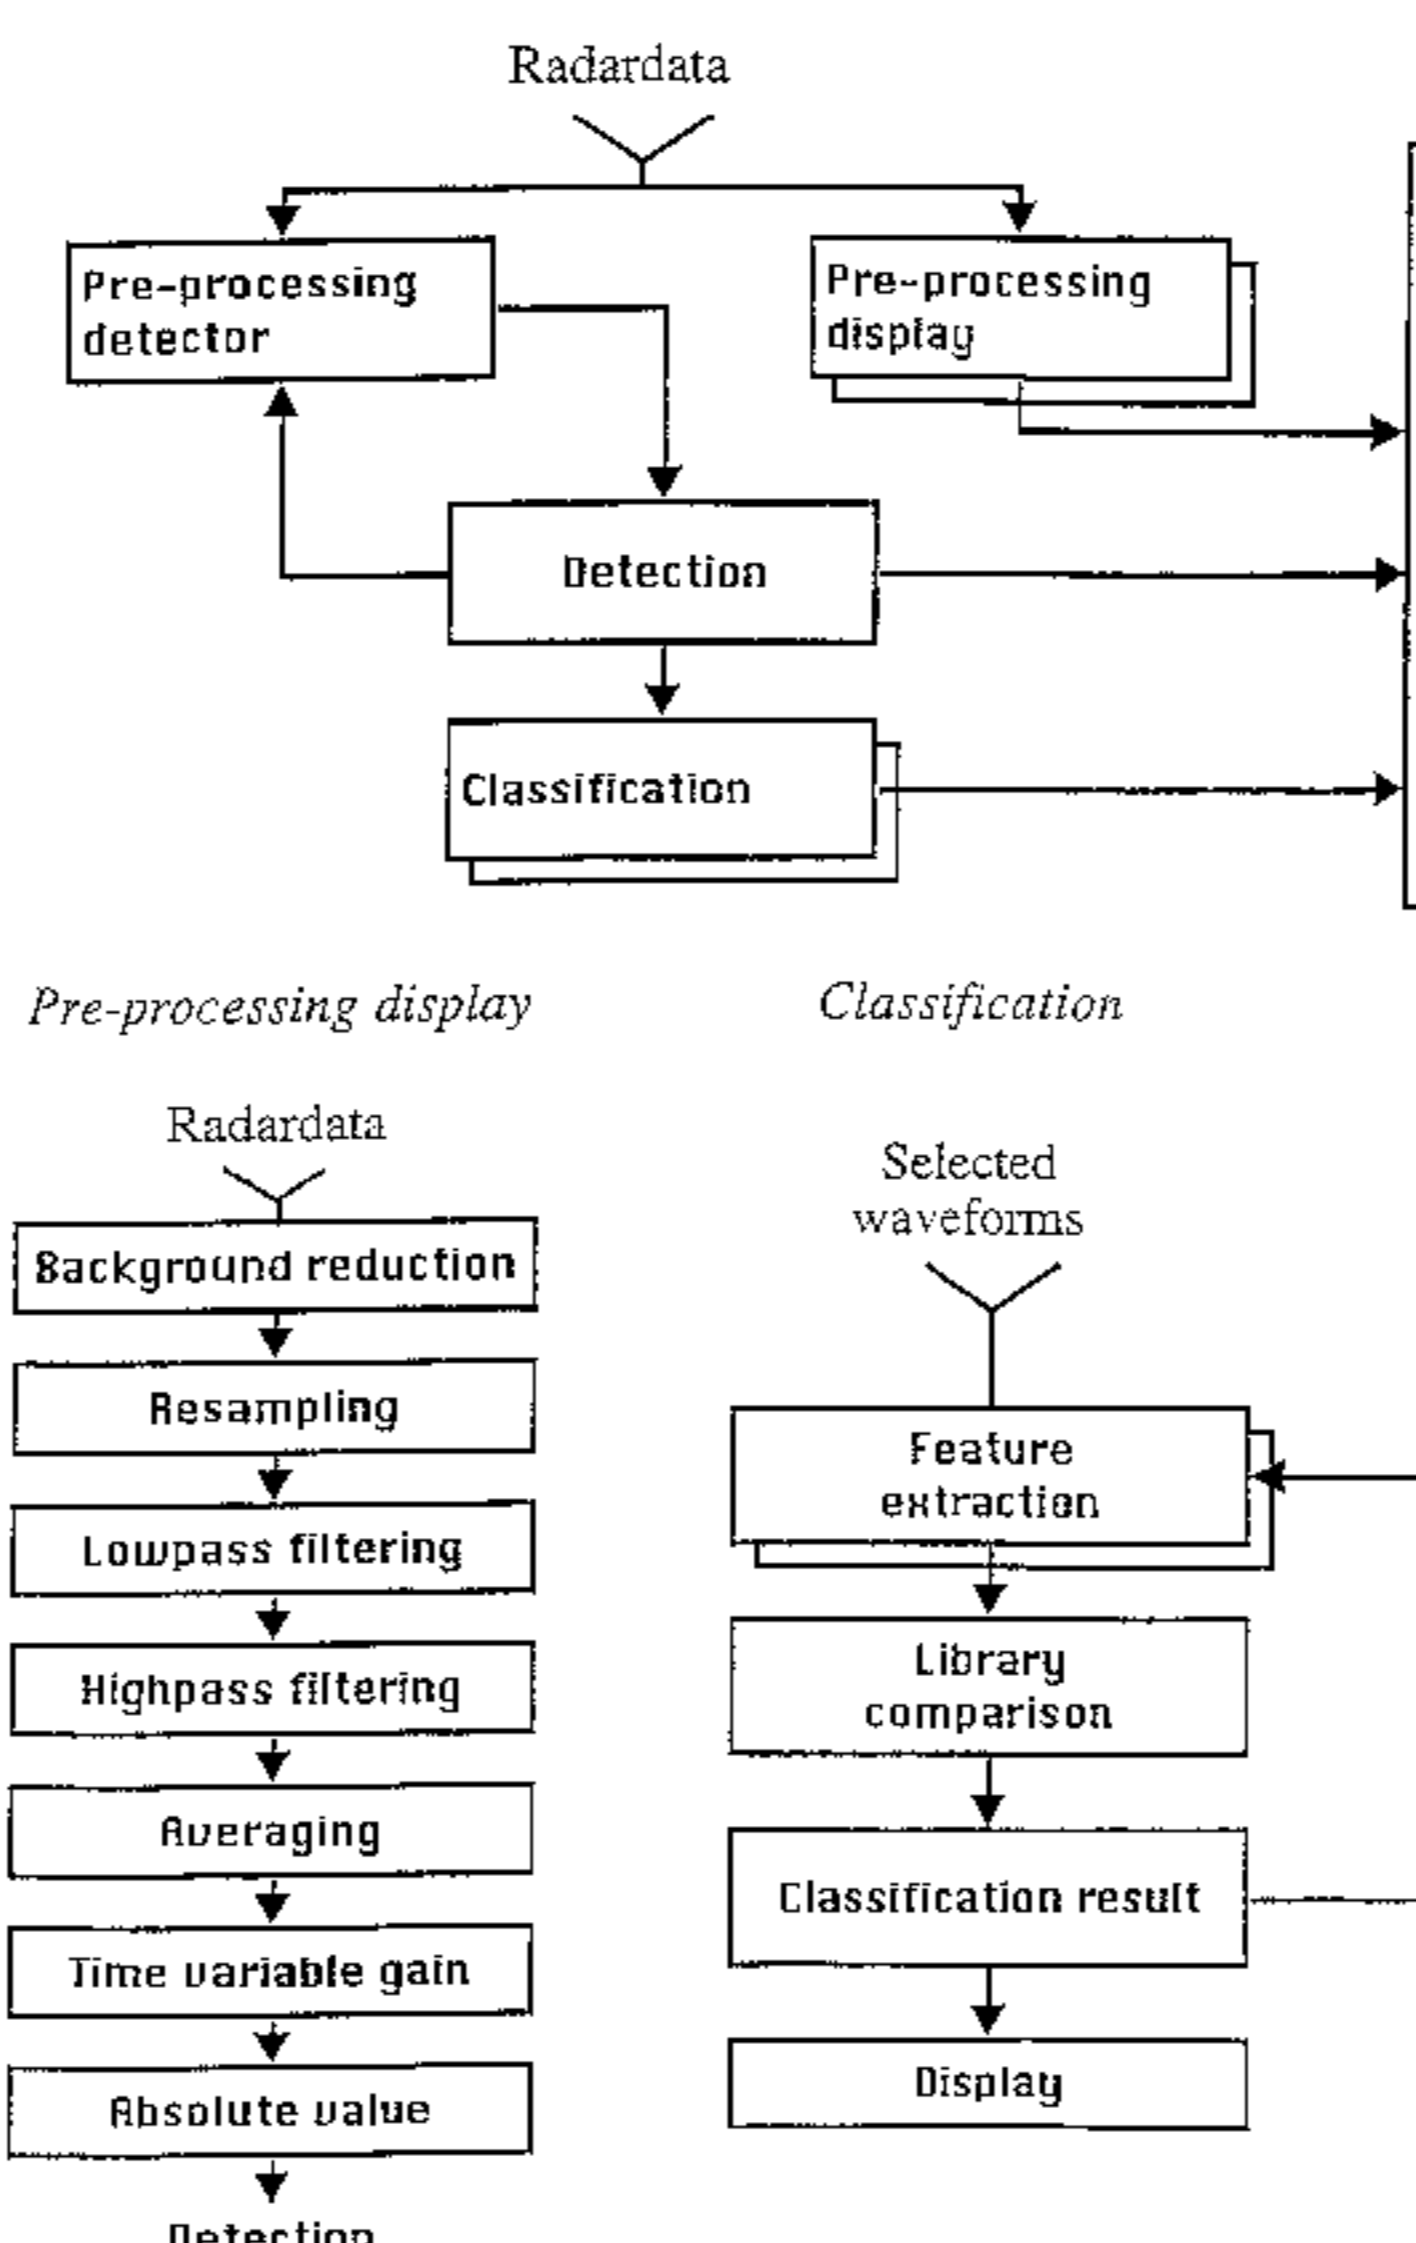 Radardata
Pre-processing
detector
Pre-processing
display
Detection
Classification
Pre-processing display
Radardata
Background reduction
Resampling
Lowpass filtering
Highpass filtering
Averaging
Time variable gain
Absolute value
Detection
Classification
Selected
waveforms
Feature
extraction
Library
comparison
Classification result
Display